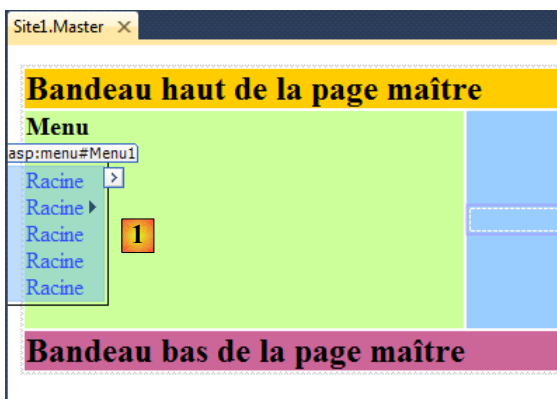 Site1.Master ×
Bandeau haut de la page maître
Menu
asp:menu#Menu1
Racine >
Racine
Racine 1
Racine
Racine
Bandeau bas de la page maître